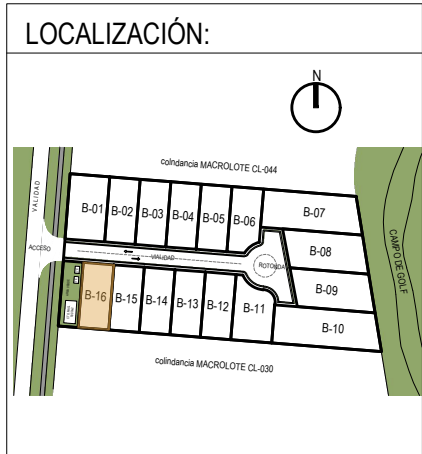 LOCALIZACIÓN:
N
colindancia MACROLOTE CL-044
VIALIDAD
B-01 B-02 B-03 B-04 B-05 B-06 B-07
B-08
ACCESO
VIALIDAD
ROTONDA
CAMPO DE GOLF
B-09
B-16 B-15 B-14 B-13 B-12 B-11 B-10
colindancia MACROLOTE CL-030